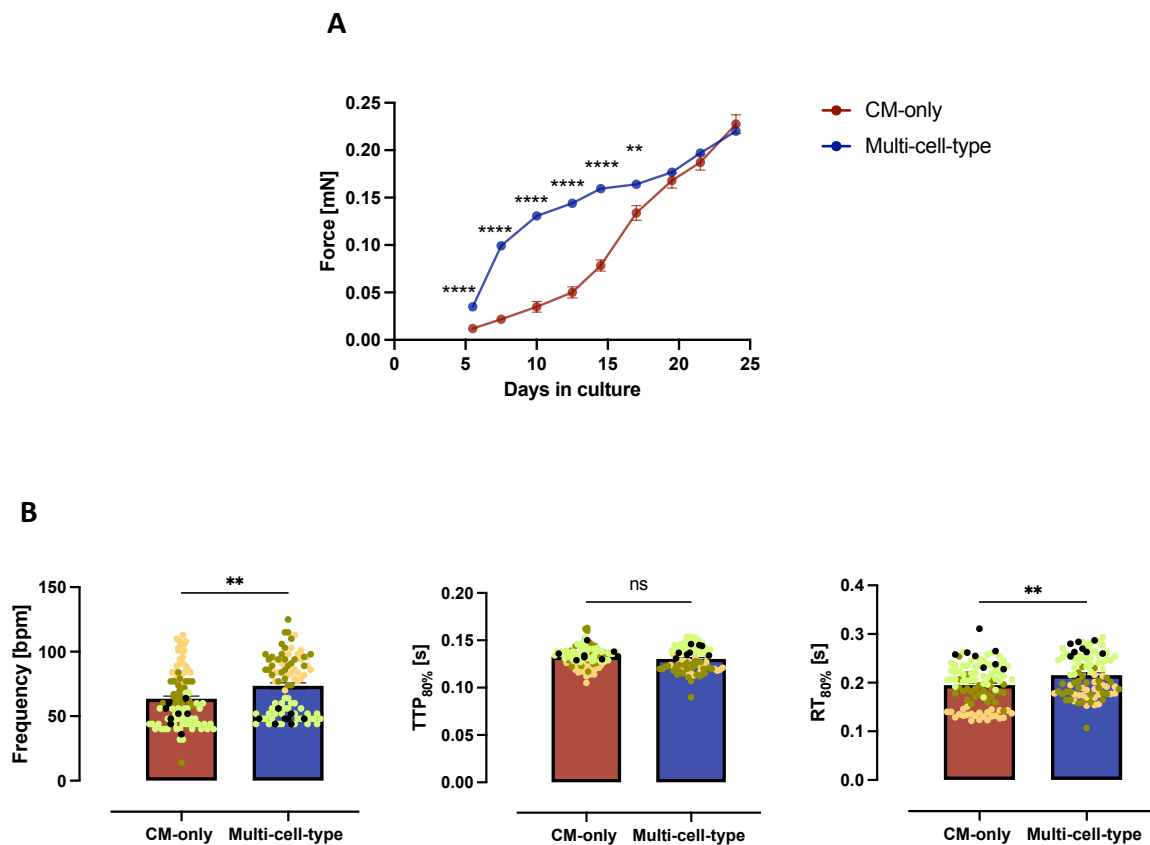 A
CM-only
Multi-cell-type
Force [mN]
0.25
0.20
0.15
0.10
0.05
0.00
**
****
****
****
****
****
0 5 10 15 20 25
Days in culture
B
Frequency [bpm]
150
100
50
0
**
CM-only Multi-cell-type
TTP80% [s]
0.20
0.15
0.10
0.05
0.00
ns
CM-only Multi-cell-type
RT80% [s]
0.4
0.3
0.2
0.1
0.0
**
CM-only Multi-cell-type